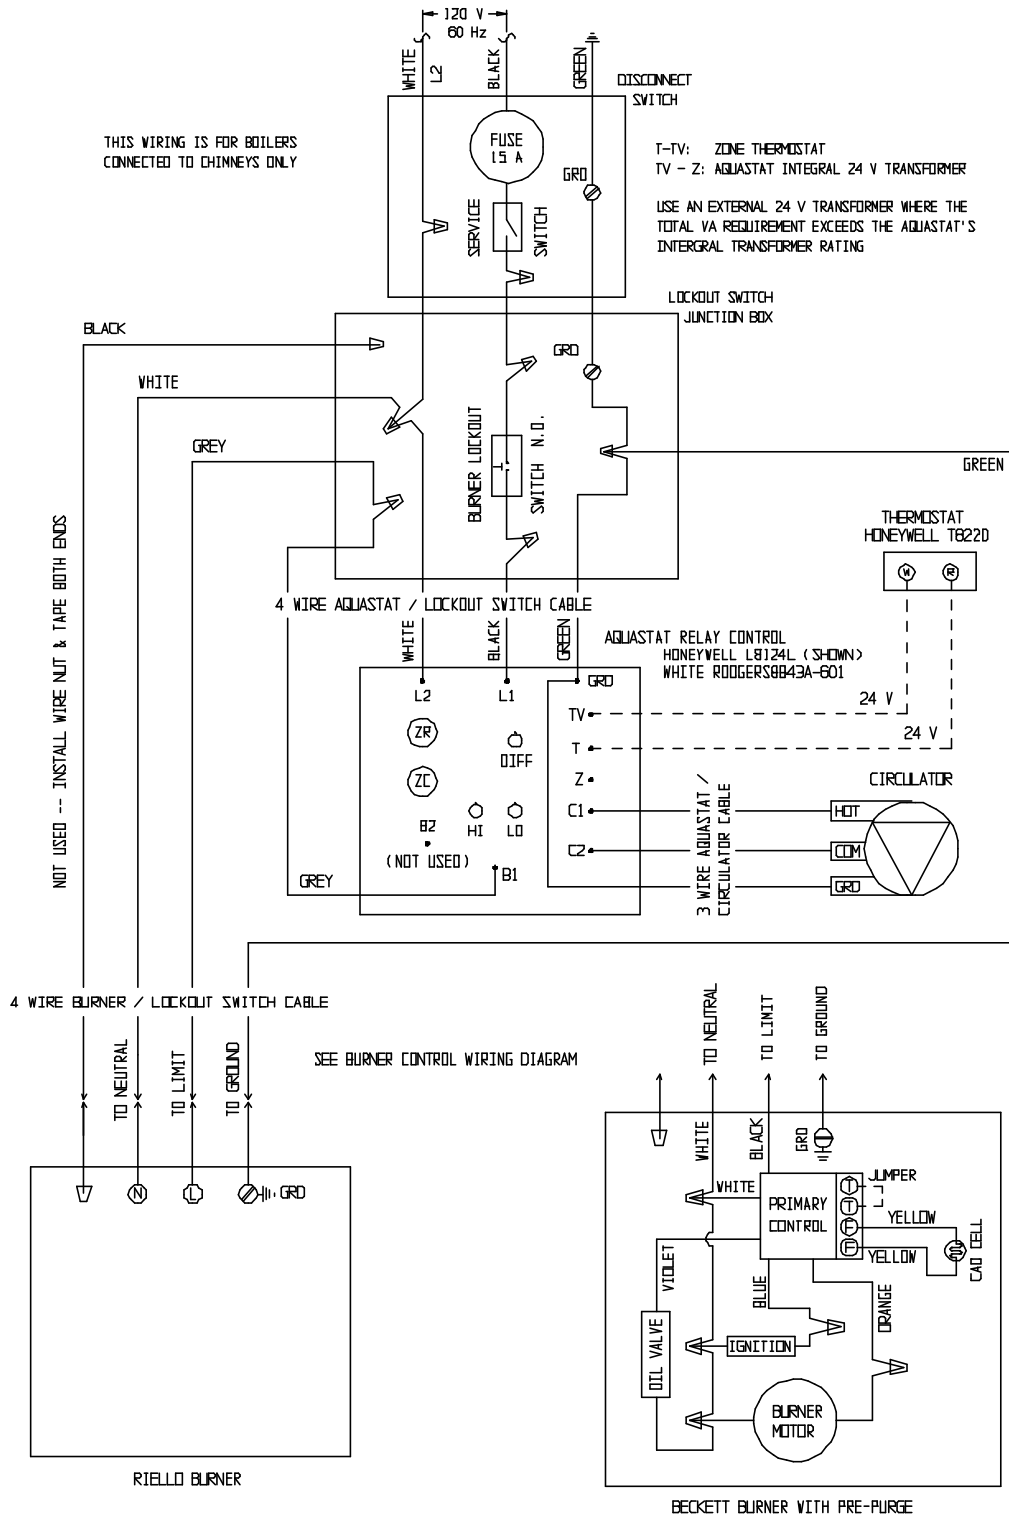 120 V
60 Hz
WHITE
L2
BLACK
GREEN
DISCONNECT
SWITCH
THIS WIRING IS FOR BOILERS
CONNECTED TO CHIMNEYS ONLY
FUSE
15 A
GRD
SERVICE
SWITCH
T-TV: ZONE THERMOSTAT
TV - Z: AQUASTAT INTEGRAL 24 V TRANSFORMER
USE AN EXTERNAL 24 V TRANSFORMER WHERE THE
TOTAL VA REQUIREMENT EXCEEDS THE AQUASTAT'S
INTERGRAL TRANSFORMER RATING
LOCKOUT SWITCH
JUNCTION BOX
BLACK
WHITE
GREY
GRD
BURNER LOCKOUT
SWITCH N.O.
GREEN
NOT USED -- INSTALL WIRE NUT & TAPE BOTH ENDS
THERMOSTAT
HONEYWELL T822D
W
R
4 WIRE AQUASTAT / LOCKOUT SWITCH CABLE
WHITE
BLACK
GREEN
AQUASTAT RELAY CONTROL
HONEYWELL L8124L (SHOWN)
WHITE RODGERS8B43A-601
L2
L1
GRD
TV
24 V
24 V
ZR
DIFF
T
ZC
Z
CIRCULATOR
HI
LO
C1
HOT
B2
(NOT USED)
C2
COM
B1
GREY
GRD
3 WIRE AQUASTAT /
CIRCULATOR CABLE
4 WIRE BURNER / LOCKOUT SWITCH CABLE
TO NEUTRAL
TO LIMIT
TO GROUND
SEE BURNER CONTROL WIRING DIAGRAM
TO NEUTRAL
TO LIMIT
TO GROUND
N
L
GRD
RIELLO BURNER
WHITE
BLACK
GRD
WHITE
PRIMARY
CONTROL
T
T
F
F
JUMPER
YELLOW
YELLOW
CAD CELL
VIOLET
BLUE
ORANGE
OIL VALVE
IGNITION
BURNER
MOTOR
BECKETT BURNER WITH PRE-PURGE